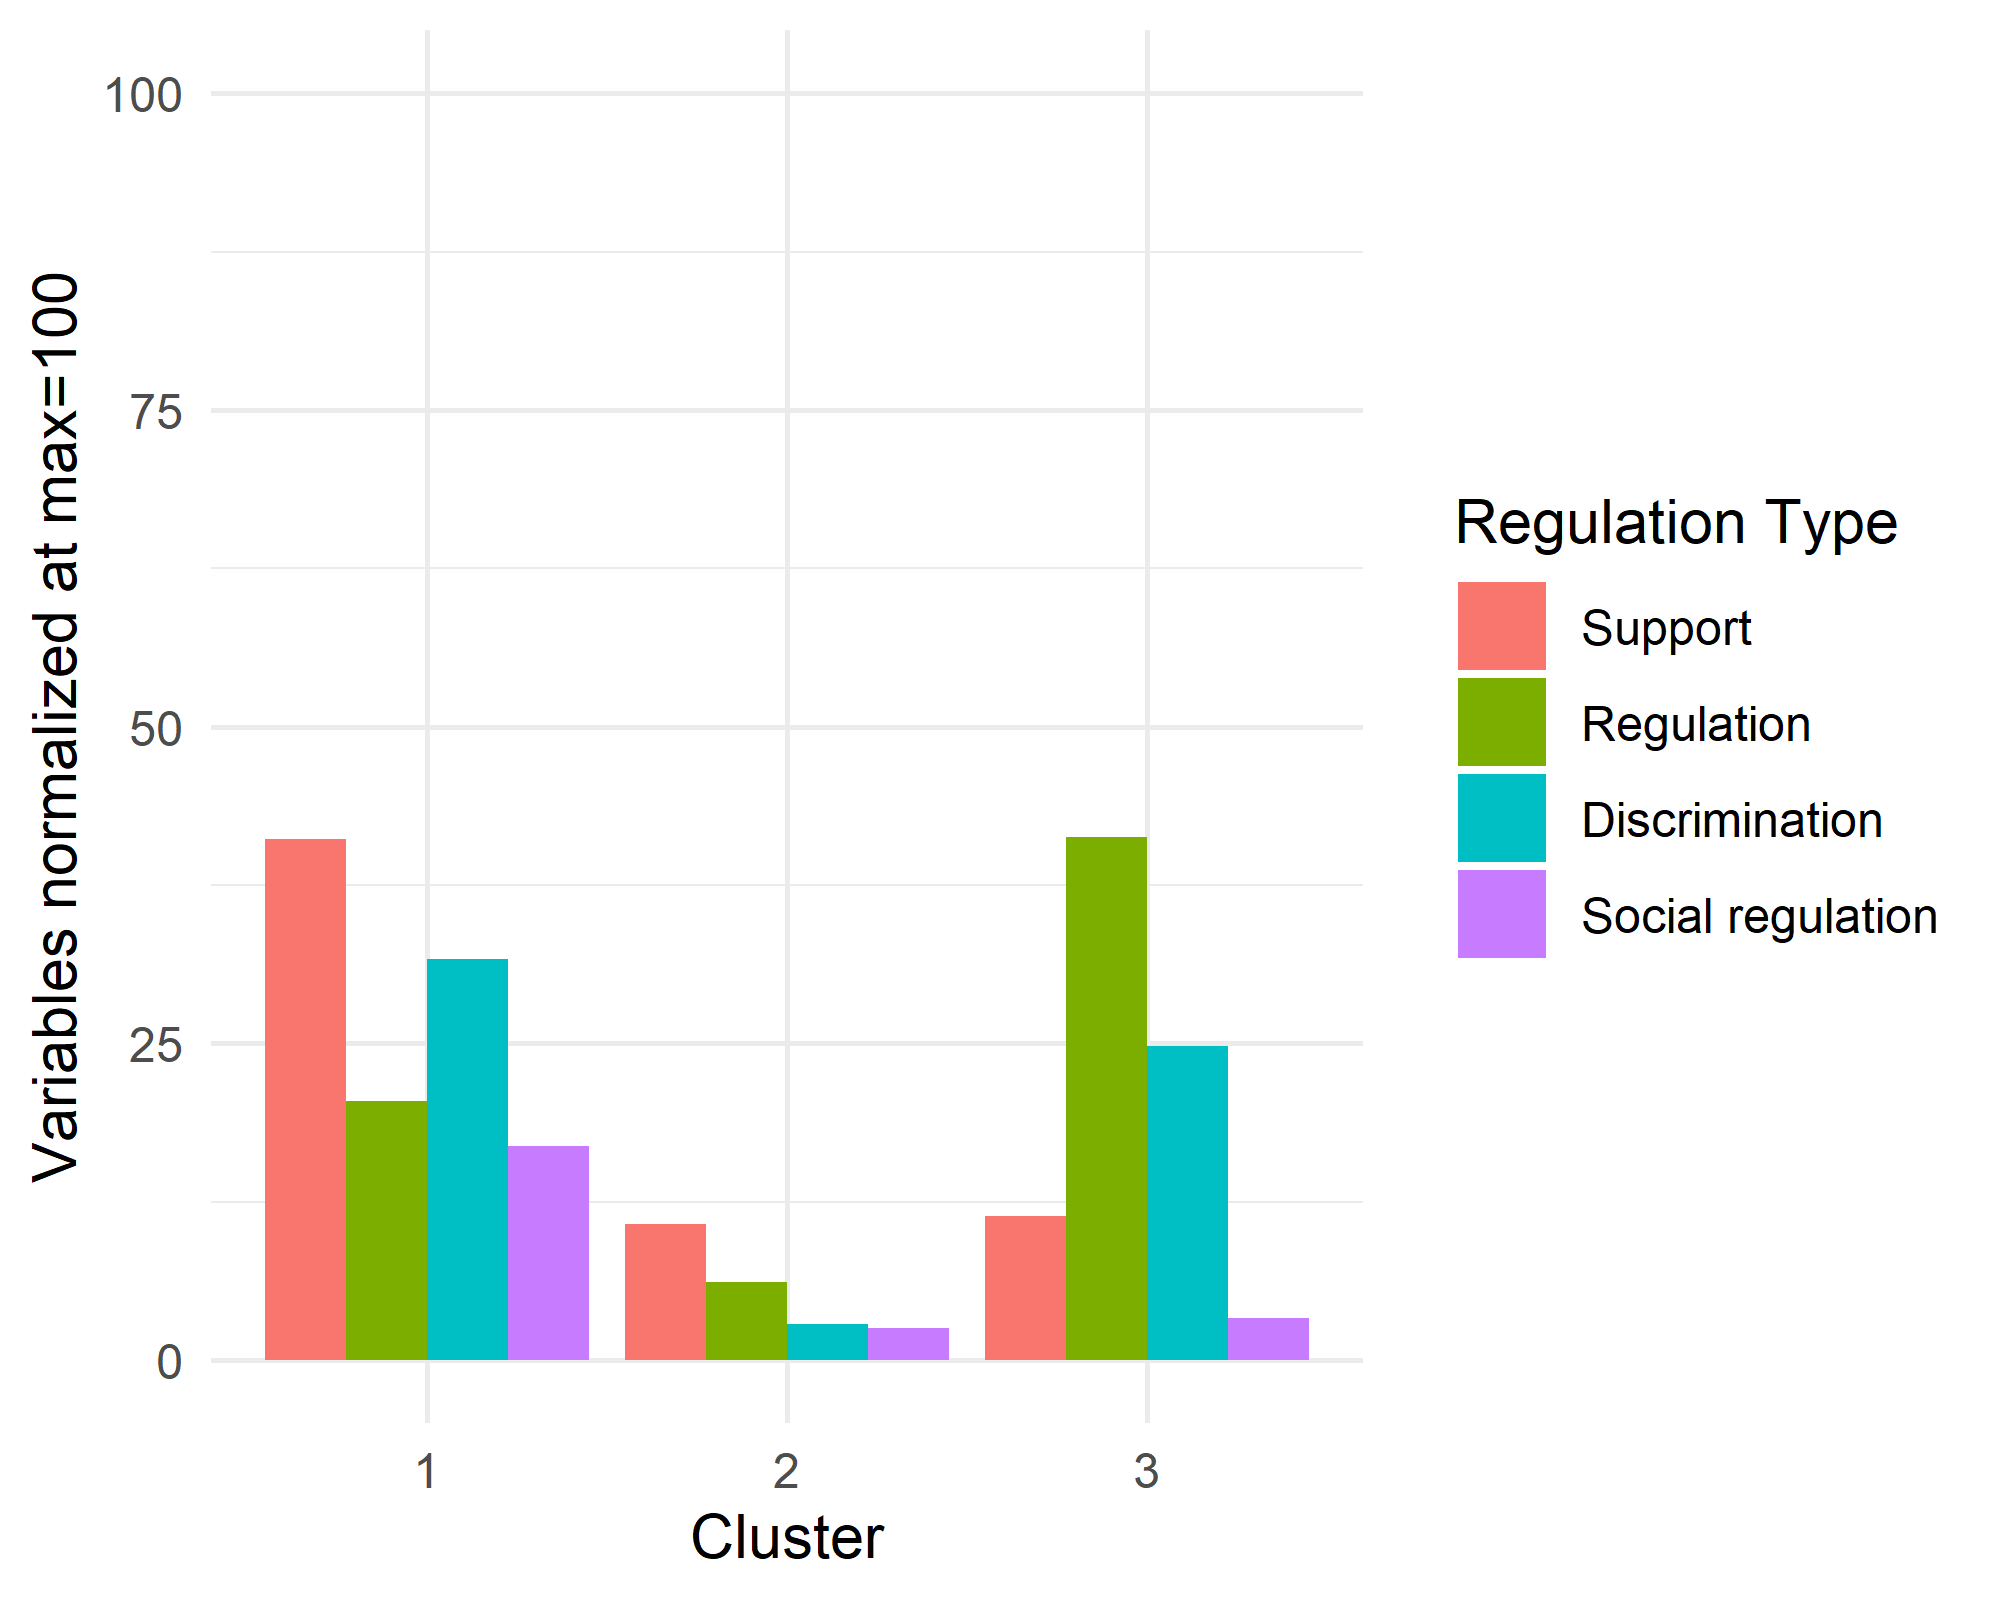 Variables normalized at max=100
100
75
50
25
0
1 2 3
Cluster
Regulation Type
Support
Regulation
Discrimination
Social regulation